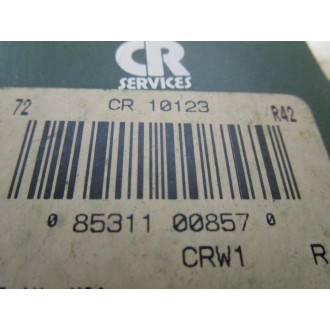 CR
SERVICES
72 CR 10123 R42
0 85311 00857 0
CRW1 R